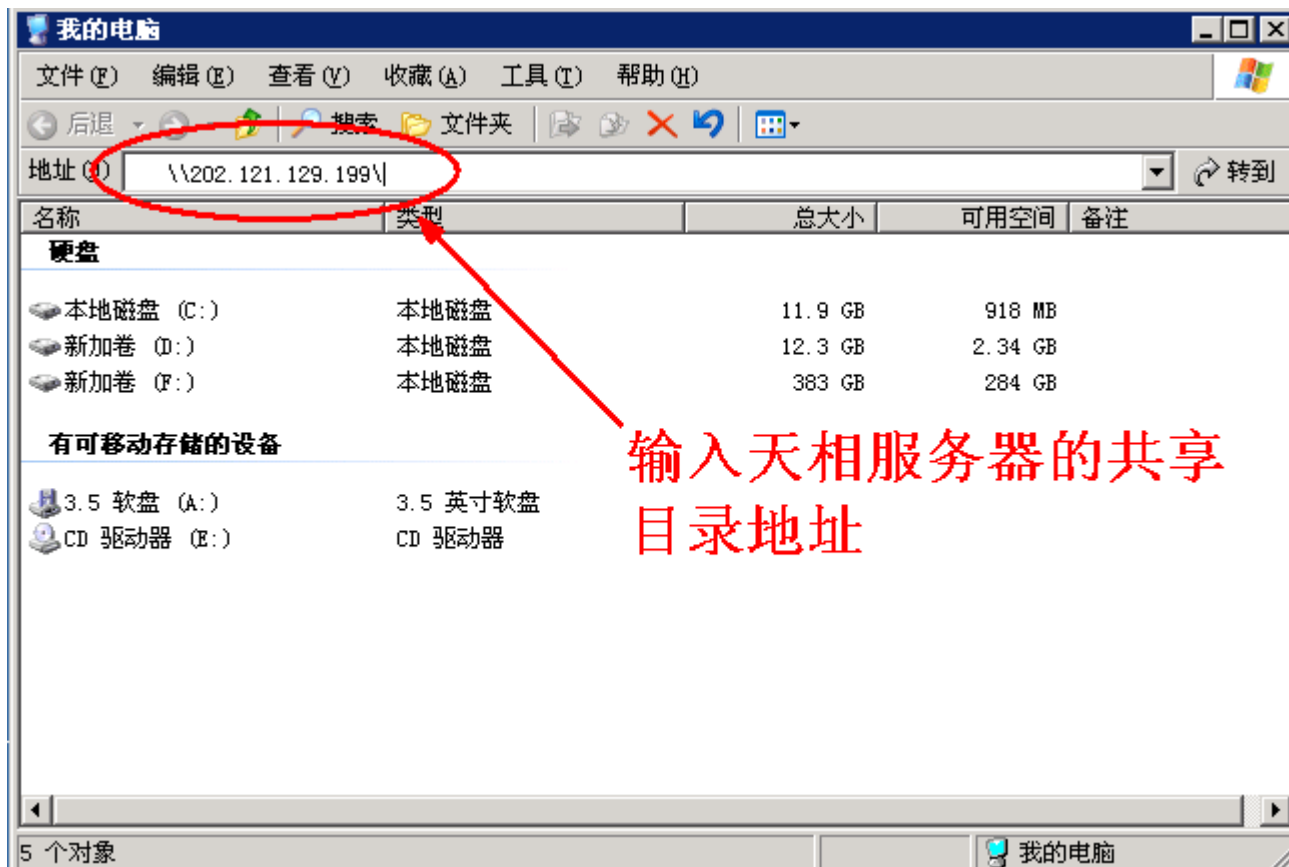 我的电脑
文件(F) 编辑(E) 查看(V) 收藏(A) 工具(T) 帮助(H)
后退 搜索 文件夹
地址(D) \\202.121.129.199\ 转到
名称 类型 总大小 可用空间 备注
硬盘
本地磁盘 (C:) 本地磁盘 11.9 GB 918 MB
新加卷 (D:) 本地磁盘 12.3 GB 2.34 GB
新加卷 (F:) 本地磁盘 383 GB 284 GB
有可移动存储的设备
输入天相服务器的共享
目录地址
3.5 软盘 (A:) 3.5 英寸软盘
CD 驱动器 (E:) CD 驱动器
5 个对象 我的电脑